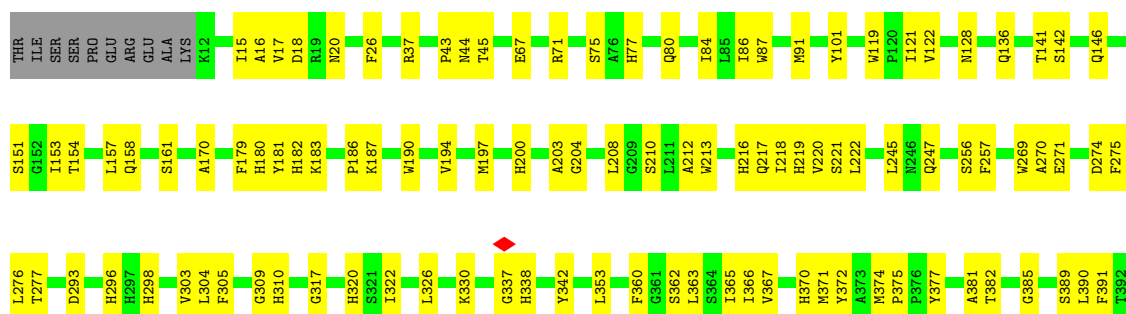 THR ILE SER SER PRO GLU ARG GLU ALA LYS K12 I15 A16 V17 D18 R19 N20 F26 R37 P43 N44 T45 E67 R71 S75 A76 H77 Q80 I84 L85 I86 W87 M91 Y101 W119 P120 I121 V122 N128 Q136 T141 S142 Q146
S151 G152 I153 T154 L157 Q158 S161 A170 F179 H180 Y181 H182 K183 P186 K187 W190 V194 M197 H200 A203 G204 L208 G209 S210 L211 A212 W213 H216 Q217 I218 H219 V220 S221 L222 L245 N246 Q247 S256 F257 W269 A270 E271 D274 F275
L276 T277 D293 H296 H297 H298 V303 L304 F305 G309 H310 G317 H320 S321 I322 L326 K330 G337 H338 Y342 L353 F360 G361 S362 L363 S364 I365 I366 V367 H370 M371 Y372 A373 M374 P375 P376 Y377 A381 T382 G385 S389 L390 F391 T392